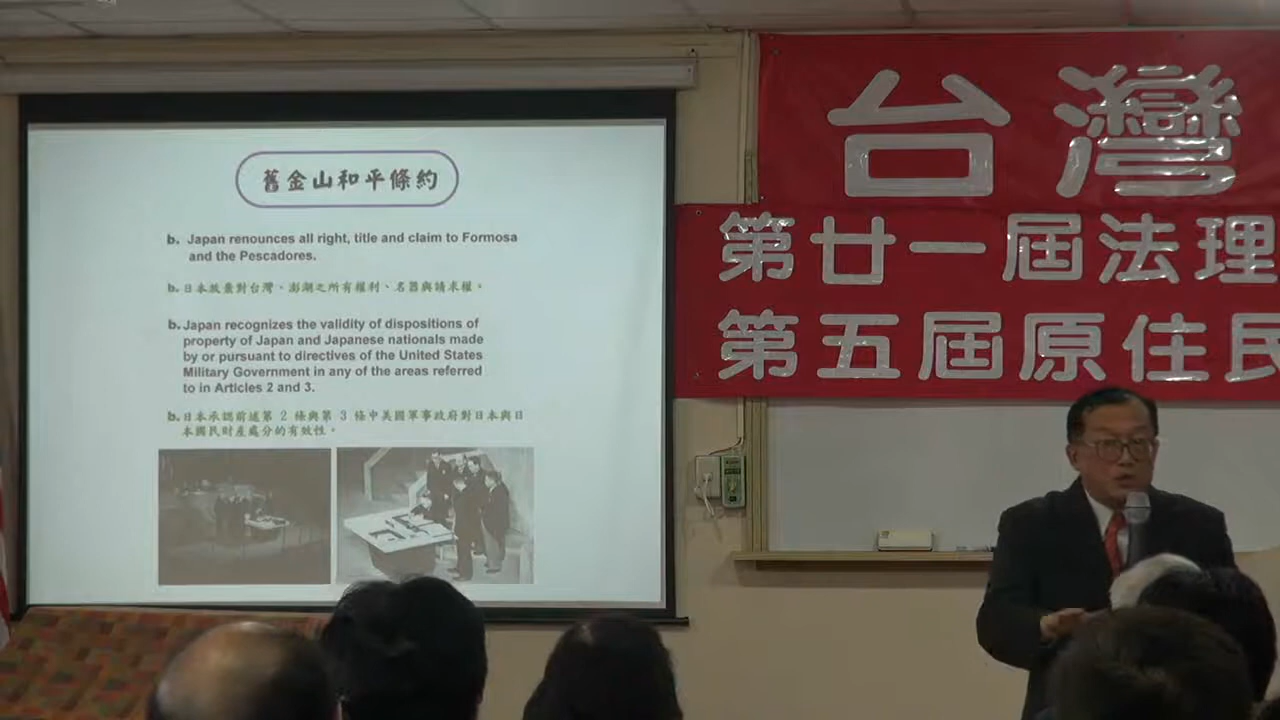 舊金山和平條約
b. Japan renounces all right, title and claim to Formosa
and the Pescadores.
b. 日本放棄對台灣、澎湖之所有權利、名器與請求權。
b. Japan recognizes the validity of dispositions of
property of Japan and Japanese nationals made
by or pursuant to directives of the United States
Military Government in any of the areas referred
to in Articles 2 and 3.
b. 日本承認前述第 2 條與第 3 條中美國軍事政府對日本與日
本國民財產處分的有效性。
台灣
第廿一屆法理
第五屆原住民